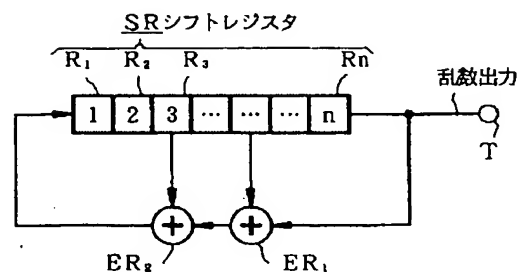 SRシフトレジスタ
R₁ R₂ R₃ Rn
1 2 3 … … … n
乱数出力
T
+ +
ER₂ ER₁